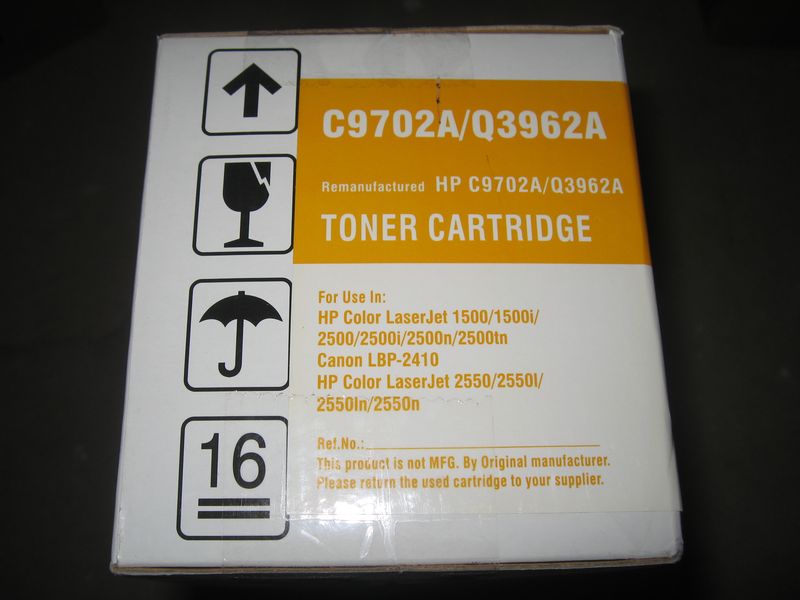 C9702A/Q3962A
Remanufactured HP C9702A/Q3962A
TONER CARTRIDGE
For Use In:
HP Color LaserJet 1500/1500i/
2500/2500i/2500n/2500tn
Canon LBP-2410
HP Color LaserJet 2550/2550l/
2550ln/2550n
Ref.No.:
This product is not MFG. By Original manufacturer.
Please return the used cartridge to your supplier.
16